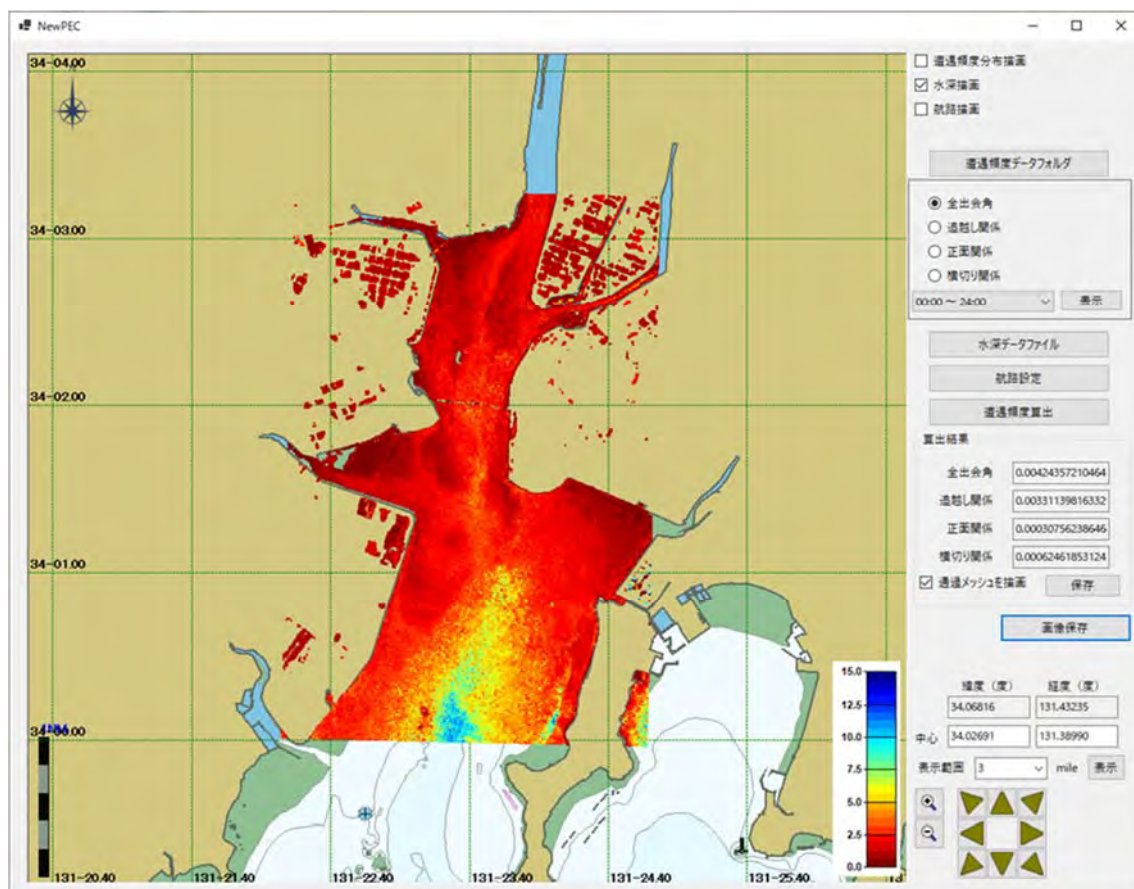 NewPEC
34-04.00
34-03.00
34-02.00
34-01.00
34-00.00
131-20.40
131-21.40
131-22.40
131-23.40
131-24.40
131-25.40
15.0
12.5
10.0
7.5
5.0
2.5
0.0
遭遇頻度分布描画
水深描画
航路描画
遭遇頻度データフォルダ
全出会角
追越し関係
正面関係
横切り関係
00:00 ～ 24:00
表示
水深データファイル
航路設定
遭遇頻度算出
算出結果
全出会角 0.00424357210464
追越し関係 0.00331139816332
正面関係 0.00030756238646
横切り関係 0.00062461853124
通過メッシュを描画 保存
画像保存
緯度（度） 経度（度）
34.06816 131.43235
中心 34.02691 131.38990
表示範囲 3 mile 表示